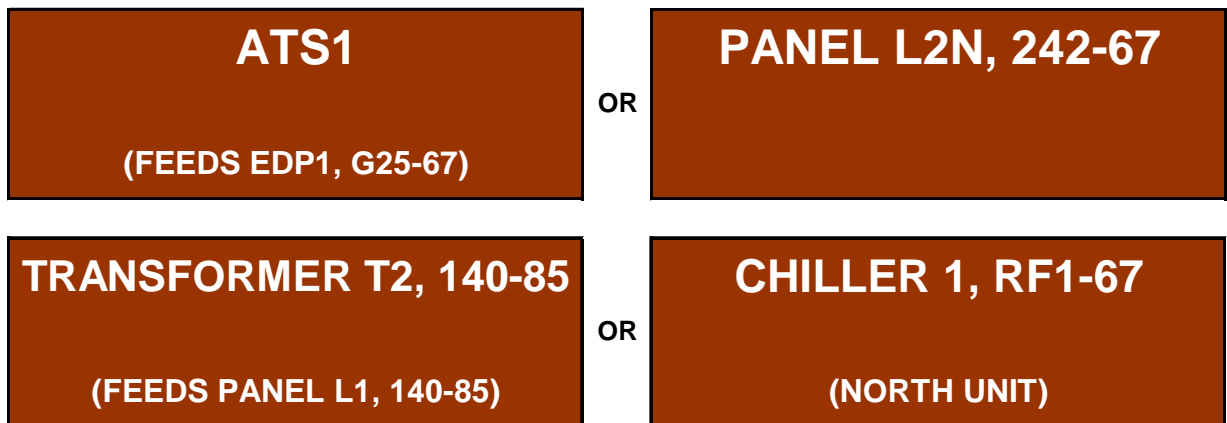 ATS1
(FEEDS EDP1, G25-67)
OR
PANEL L2N, 242-67
TRANSFORMER T2, 140-85
(FEEDS PANEL L1, 140-85)
OR
CHILLER 1, RF1-67
(NORTH UNIT)